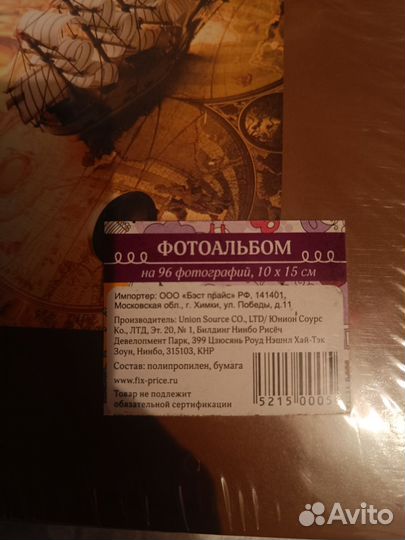 ФОТОАЛЬБОМ
на 96 фотографий, 10 x 15 см
Импортер: ООО «Бэст прайс» РФ, 141401,
Московская обл., г. Химки, ул. Победы, д.11
Производитель: Union Source CO., LTD/ Юнион Соурс
Ко., ЛТД, Эт. 20, № 1, Билдинг Нинбо Рисёч
Девелопмент Парк, 399 Цзюсянь Роуд Нэшнл Хай-Тэк
Зоун, Нинбо, 315103, КНР
Состав: полипропилен, бумага
www.fix-price.ru
Товар не подлежит
обязательной сертификации
5215 0005
Avito